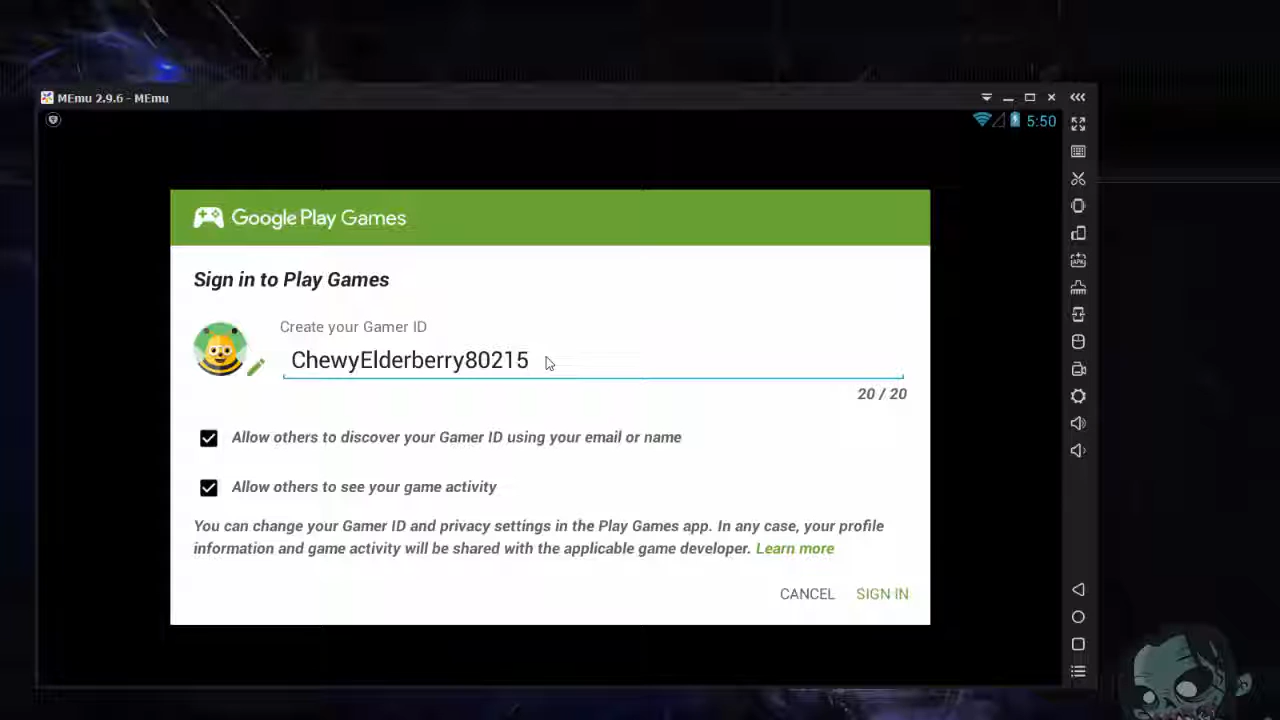 MEmu 2.9.6 - MEmu
5:50
Google Play Games
Sign in to Play Games
Create your Gamer ID
ChewyElderberry80215
20 / 20
Allow others to discover your Gamer ID using your email or name
Allow others to see your game activity
You can change your Gamer ID and privacy settings in the Play Games app. In any case, your profile
information and game activity will be shared with the applicable game developer. Learn more
CANCEL SIGN IN
APK